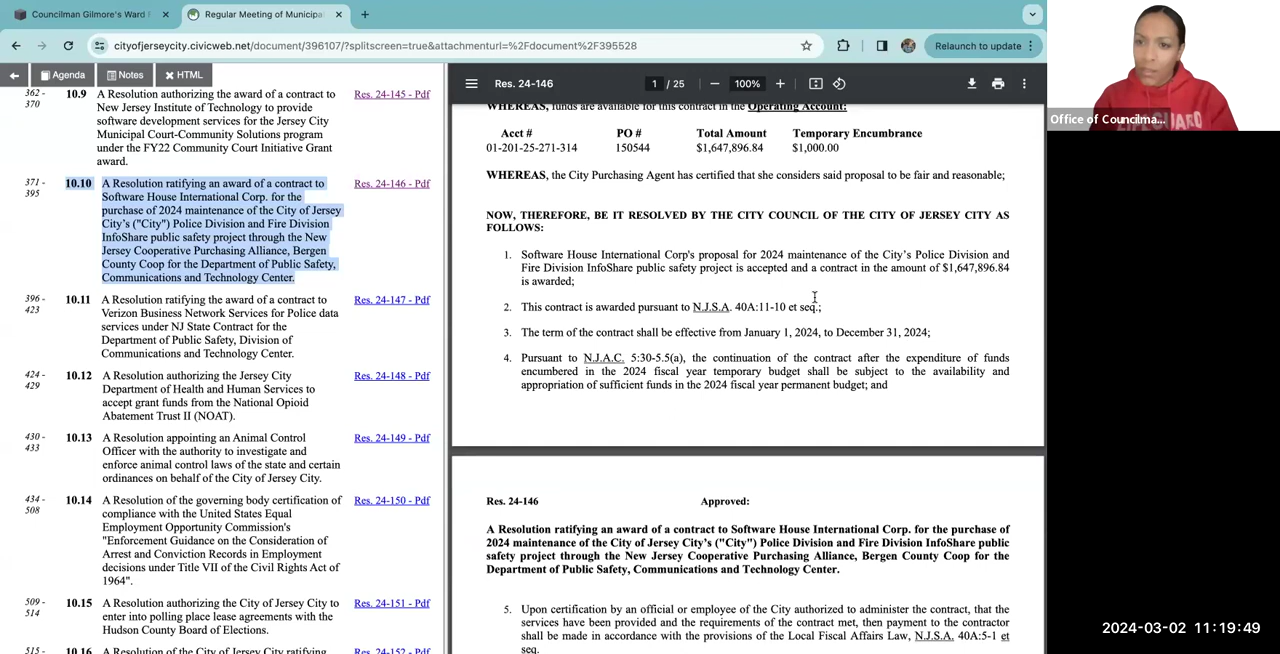 Councilman Gilmore's Ward F
Regular Meeting of Municipa
cityofjerseycity.civicweb.net/document/396107/?splitscreen=true&attachmenturl=%2Fdocument%2F395528
Relaunch to update
Agenda
Notes
HTML
362 -
370
10.9
A Resolution authorizing the award of a contract to
New Jersey Institute of Technology to provide
software development services for the Jersey City
Municipal Court-Community Solutions program
under the FY22 Community Court Initiative Grant
award.
Res. 24-145 - Pdf
371 -
395
10.10
A Resolution ratifying an award of a contract to
Software House International Corp. for the
purchase of 2024 maintenance of the City of Jersey
City's ("City") Police Division and Fire Division
InfoShare public safety project through the New
Jersey Cooperative Purchasing Alliance, Bergen
County Coop for the Department of Public Safety,
Communications and Technology Center.
Res. 24-146 - Pdf
396 -
423
10.11
A Resolution ratifying the award of a contract to
Verizon Business Network Services for Police data
services under NJ State Contract for the
Department of Public Safety, Division of
Communications and Technology Center.
Res. 24-147 - Pdf
424 -
429
10.12
A Resolution authorizing the Jersey City
Department of Health and Human Services to
accept grant funds from the National Opioid
Abatement Trust II (NOAT).
Res. 24-148 - Pdf
430 -
433
10.13
A Resolution appointing an Animal Control
Officer with the authority to investigate and
enforce animal control laws of the state and certain
ordinances on behalf of the City of Jersey City.
Res. 24-149 - Pdf
434 -
508
10.14
A Resolution of the governing body certification of
compliance with the United States Equal
Employment Opportunity Commission's
"Enforcement Guidance on the Consideration of
Arrest and Conviction Records in Employment
decisions under Title VII of the Civil Rights Act of
1964".
Res. 24-150 - Pdf
509 -
514
10.15
A Resolution authorizing the City of Jersey City to
enter into polling place lease agreements with the
Hudson County Board of Elections.
Res. 24-151 - Pdf
515 -
10.16
A Resolution of the City of Jersey City ratifying
Res. 24-152 - Pdf
Res. 24-146
1 / 25
100%
WHEREAS, funds are available for this contract in the Operating Account:
Acct # PO # Total Amount Temporary Encumbrance
01-201-25-271-314 150544 $1,647,896.84 $1,000.00
WHEREAS, the City Purchasing Agent has certified that she considers said proposal to be fair and reasonable;
NOW, THEREFORE, BE IT RESOLVED BY THE CITY COUNCIL OF THE CITY OF JERSEY CITY AS
FOLLOWS:
1. Software House International Corp's proposal for 2024 maintenance of the City's Police Division and
Fire Division InfoShare public safety project is accepted and a contract in the amount of $1,647,896.84
is awarded;
2. This contract is awarded pursuant to N.J.S.A. 40A:11-10 et seq.;
3. The term of the contract shall be effective from January 1, 2024, to December 31, 2024;
4. Pursuant to N.J.A.C. 5:30-5.5(a), the continuation of the contract after the expenditure of funds
encumbered in the 2024 fiscal year temporary budget shall be subject to the availability and
appropriation of sufficient funds in the 2024 fiscal year permanent budget; and
Res. 24-146 Approved:
A Resolution ratifying an award of a contract to Software House International Corp. for the purchase of
2024 maintenance of the City of Jersey City's ("City") Police Division and Fire Division InfoShare public
safety project through the New Jersey Cooperative Purchasing Alliance, Bergen County Coop for the
Department of Public Safety, Communications and Technology Center.
5. Upon certification by an official or employee of the City authorized to administer the contract, that the
services have been provided and the requirements of the contract met, then payment to the contractor
shall be made in accordance with the provisions of the Local Fiscal Affairs Law, N.J.S.A. 40A:5-1 et
seq.
Office of Councilma...
LIFEGUARD
2024-03-02 11:19:49